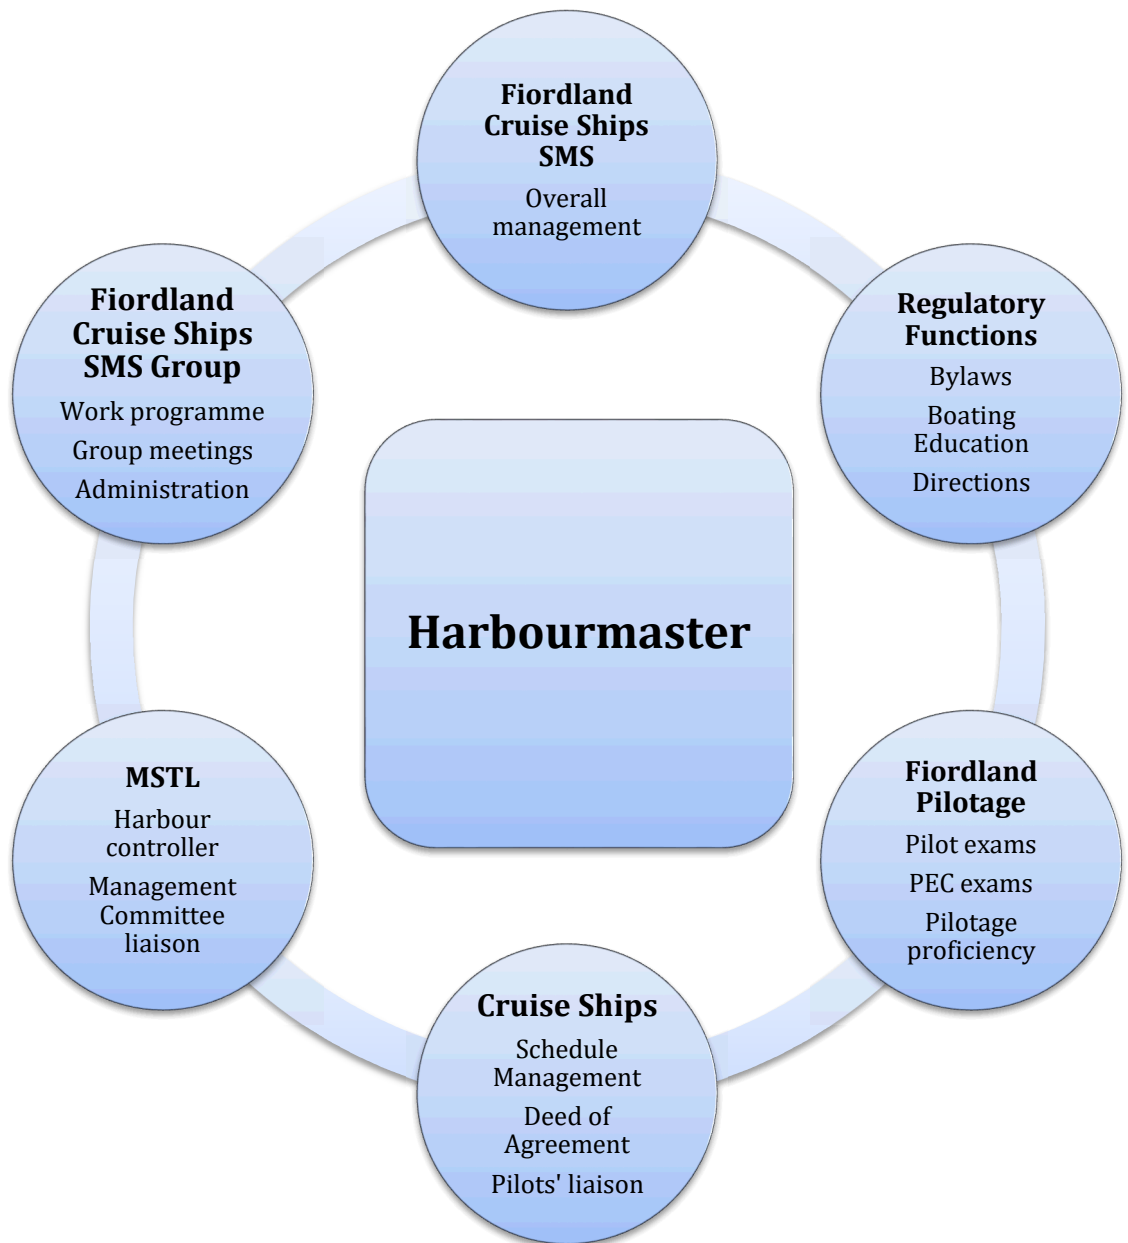 Fiordland
Cruise Ships
SMS
Overall
management
Regulatory
Functions
Bylaws
Boating
Education
Directions
Fiordland
Pilotage
Pilot exams
PEC exams
Pilotage
proficiency
Cruise Ships
Schedule
Management
Deed of
Agreement
Pilots' liaison
MSTL
Harbour
controller
Management
Committee
liaison
Fiordland
Cruise Ships
SMS Group
Work programme
Group meetings
Administration
Harbourmaster